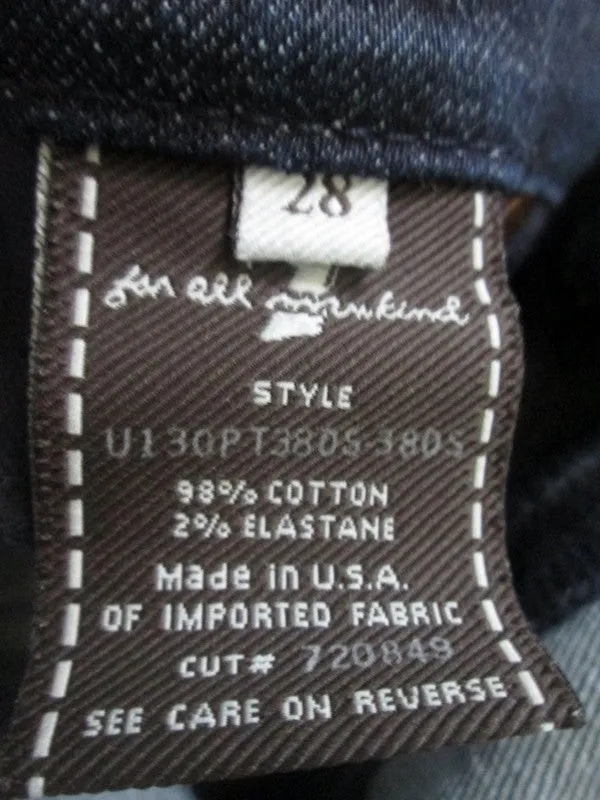 28
for all mankind
STYLE
U130PT380S-380S
98% COTTON
2% ELASTANE
Made in U.S.A.
OF IMPORTED FABRIC
CUT# 720849
SEE CARE ON REVERSE